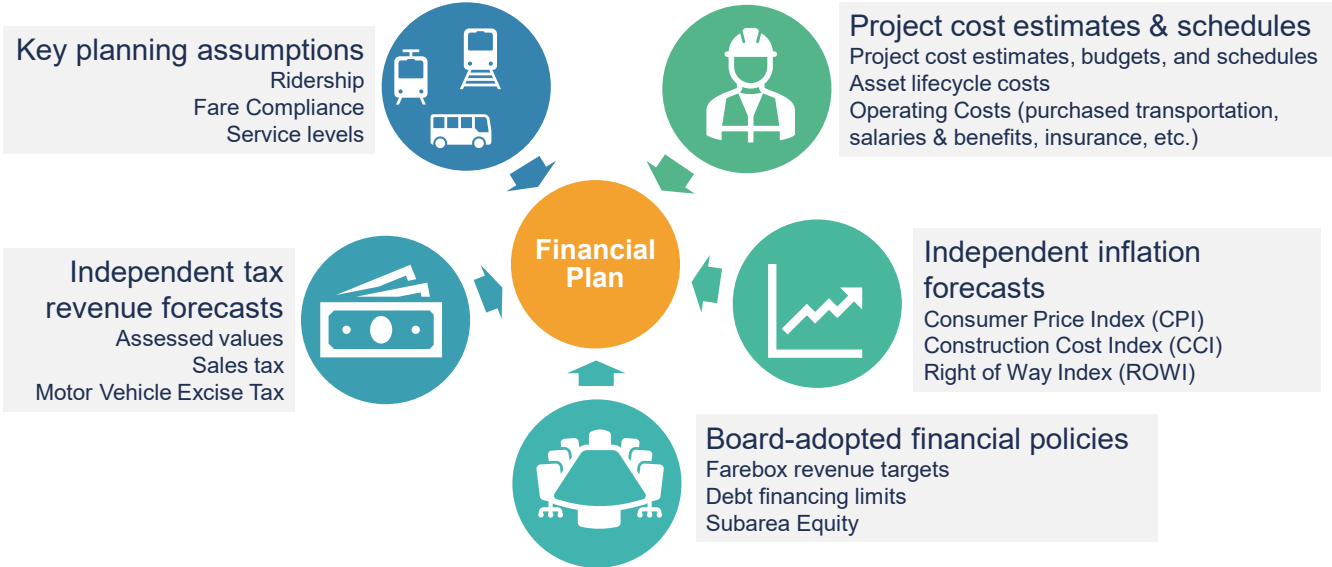 Key planning assumptions
Ridership
Fare Compliance
Service levels
Project cost estimates & schedules
Project cost estimates, budgets, and schedules
Asset lifecycle costs
Operating Costs (purchased transportation,
salaries & benefits, insurance, etc.)
Financial
Plan
Independent tax
revenue forecasts
Assessed values
Sales tax
Motor Vehicle Excise Tax
Independent inflation
forecasts
Consumer Price Index (CPI)
Construction Cost Index (CCI)
Right of Way Index (ROWI)
Board-adopted financial policies
Farebox revenue targets
Debt financing limits
Subarea Equity